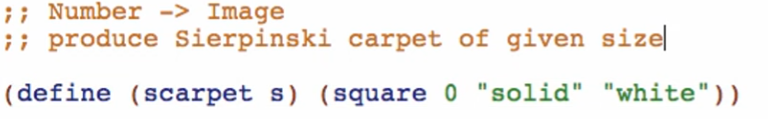 ;; Number -> Image
;; produce Sierpinski carpet of given size
(define (scarpet s) (square 0 "solid" "white"))